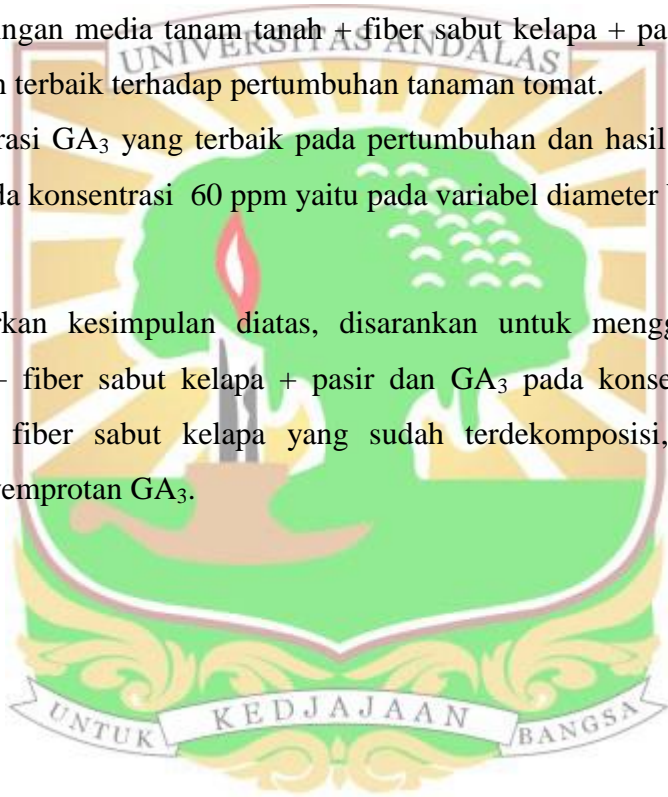 ngan media tanam tanah + fiber sabut kelapa + pa
UNIVERSITAS ANDALAS
terbaik terhadap pertumbuhan tanaman tomat.
rasi GA₃ yang terbaik pada pertumbuhan dan hasil
da konsentrasi 60 ppm yaitu pada variabel diameter b
rkan kesimpulan diatas, disarankan untuk mengg
fiber sabut kelapa + pasir dan GA₃ pada konse
fiber sabut kelapa yang sudah terdekomposisi,
yemprotan GA₃.
UNTUK KEDJAJAAN BANGSA